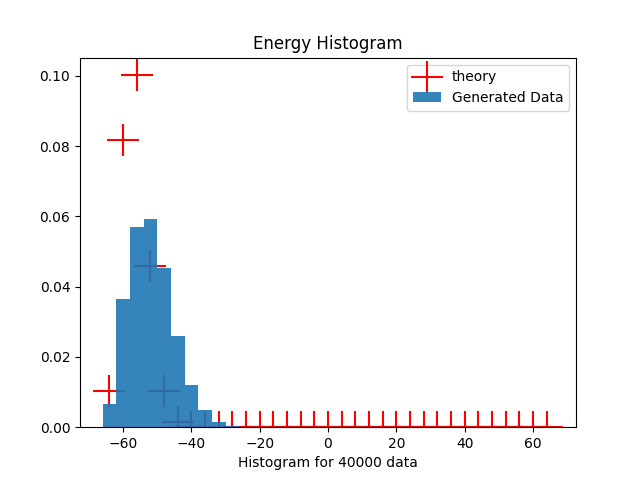 Energy Histogram
theory
Generated Data
0.10
0.08
0.06
0.04
0.02
0.00
−60 −40 −20 0 20 40 60
Histogram for 40000 data